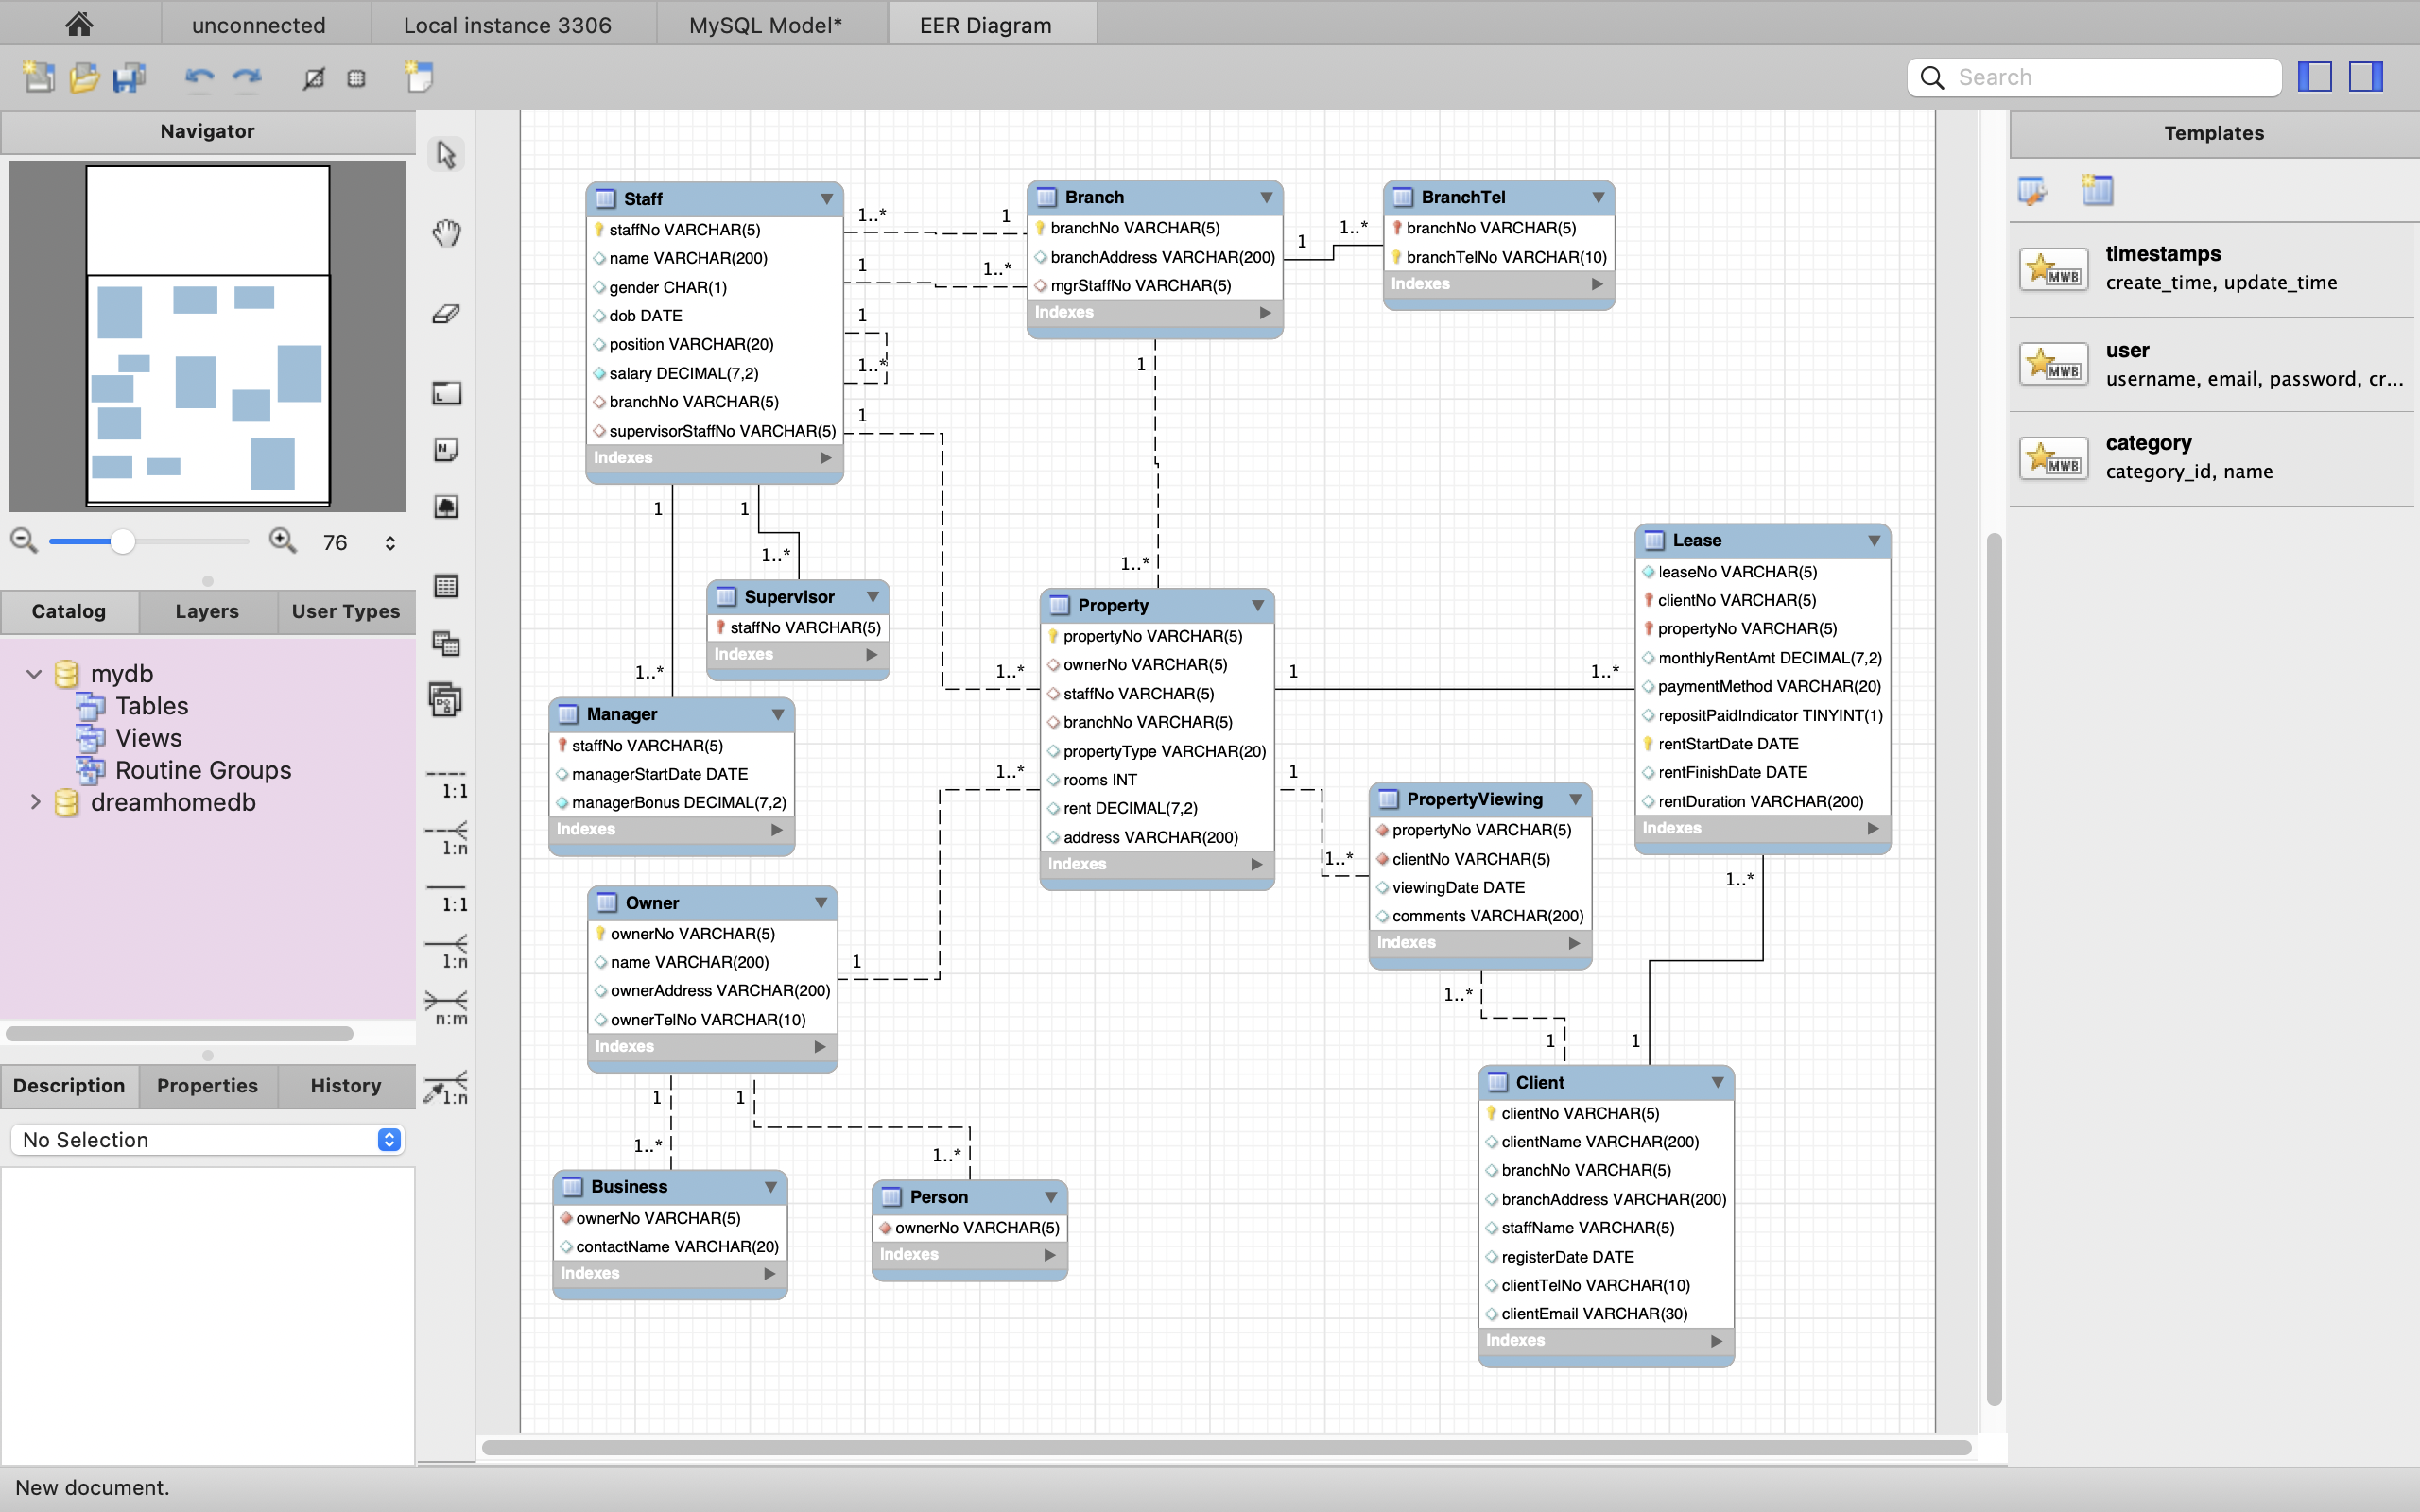 unconnected
Local instance 3306
MySQL Model*
EER Diagram
Search
Navigator
76
Catalog
Layers
User Types
mydb
Tables
Views
Routine Groups
dreamhomedb
Description
Properties
History
No Selection
New document.
1:1
1:n
1:1
1:n
n:m
1:n
Staff
staffNo VARCHAR(5)
name VARCHAR(200)
gender CHAR(1)
dob DATE
position VARCHAR(20)
salary DECIMAL(7,2)
branchNo VARCHAR(5)
supervisorStaffNo VARCHAR(5)
Indexes
1..*
1
1
1..*
1
1..*
1
Branch
branchNo VARCHAR(5)
branchAddress VARCHAR(200)
mgrStaffNo VARCHAR(5)
Indexes
1
1..*
BranchTel
branchNo VARCHAR(5)
branchTelNo VARCHAR(10)
Indexes
1
1..*
1
1
1..*
1..*
Supervisor
staffNo VARCHAR(5)
Indexes
Manager
staffNo VARCHAR(5)
managerStartDate DATE
managerBonus DECIMAL(7,2)
Indexes
1..*
1..*
Property
propertyNo VARCHAR(5)
ownerNo VARCHAR(5)
staffNo VARCHAR(5)
branchNo VARCHAR(5)
propertyType VARCHAR(20)
rooms INT
rent DECIMAL(7,2)
address VARCHAR(200)
Indexes
1
1..*
1
1..*
Lease
leaseNo VARCHAR(5)
clientNo VARCHAR(5)
propertyNo VARCHAR(5)
monthlyRentAmt DECIMAL(7,2)
paymentMethod VARCHAR(20)
repositPaidIndicator TINYINT(1)
rentStartDate DATE
rentFinishDate DATE
rentDuration VARCHAR(200)
Indexes
1..*
PropertyViewing
propertyNo VARCHAR(5)
clientNo VARCHAR(5)
viewingDate DATE
comments VARCHAR(200)
Indexes
1..*
1
1
Owner
ownerNo VARCHAR(5)
name VARCHAR(200)
ownerAddress VARCHAR(200)
ownerTelNo VARCHAR(10)
Indexes
1
1
1
1..*
1..*
Business
ownerNo VARCHAR(5)
contactName VARCHAR(20)
Indexes
Person
ownerNo VARCHAR(5)
Indexes
Client
clientNo VARCHAR(5)
clientName VARCHAR(200)
branchNo VARCHAR(5)
branchAddress VARCHAR(200)
staffName VARCHAR(5)
registerDate DATE
clientTelNo VARCHAR(10)
clientEmail VARCHAR(30)
Indexes
Templates
MWB
timestamps
create_time, update_time
MWB
user
username, email, password, cr...
MWB
category
category_id, name